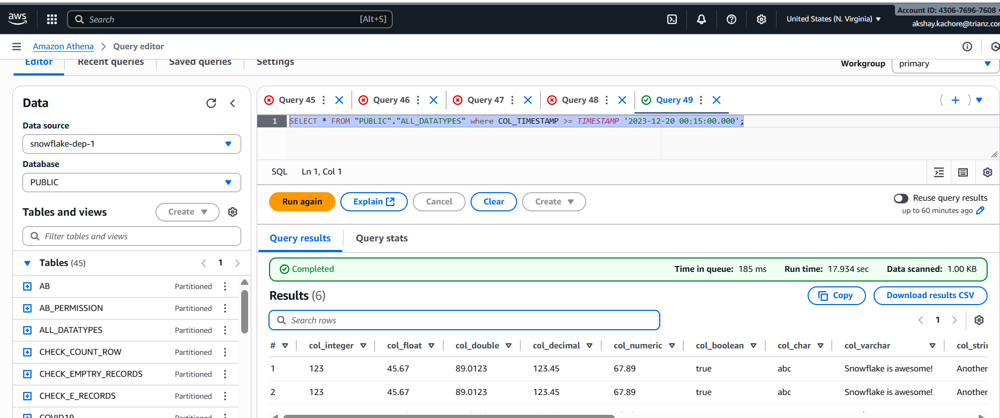 aws
Search [Alt+S]
United States (N. Virginia)
Account ID: 4306-7696-7608
akshay.kachore@trianz.co
Amazon Athena > Query editor
Editor Recent queries Saved queries Settings
Workgroup primary
Data
Data source
snowflake-dep-1
Database
PUBLIC
Tables and views Create
Filter tables and views
Tables (45) < 1 >
AB Partitioned
AB_PERMISSION Partitioned
ALL_DATATYPES Partitioned
CHECK_COUNT_ROW Partitioned
CHECK_EMPTRY_RECORDS Partitioned
CHECK_E_RECORDS Partitioned
COVID19 Partitioned
Query 45 Query 46 Query 47 Query 48 Query 49
1 SELECT * FROM "PUBLIC"."ALL_DATATYPES" where COL_TIMESTAMP >= TIMESTAMP '2023-12-20 00:15:00.000';
SQL Ln 1, Col 1
Run again Explain Cancel Clear Create
Reuse query results
up to 60 minutes ago
Query results Query stats
Completed Time in queue: 185 ms Run time: 17.934 sec Data scanned: 1.00 KB
Results (6) Copy Download results CSV
Search rows < 1 >
# col_integer col_float col_double col_decimal col_numeric col_boolean col_char col_varchar col_strin
1 123 45.67 89.0123 123.45 67.89 true abc Snowflake is awesome! Another
2 123 45.67 89.0123 123.45 67.89 true abc Snowflake is awesome! Another